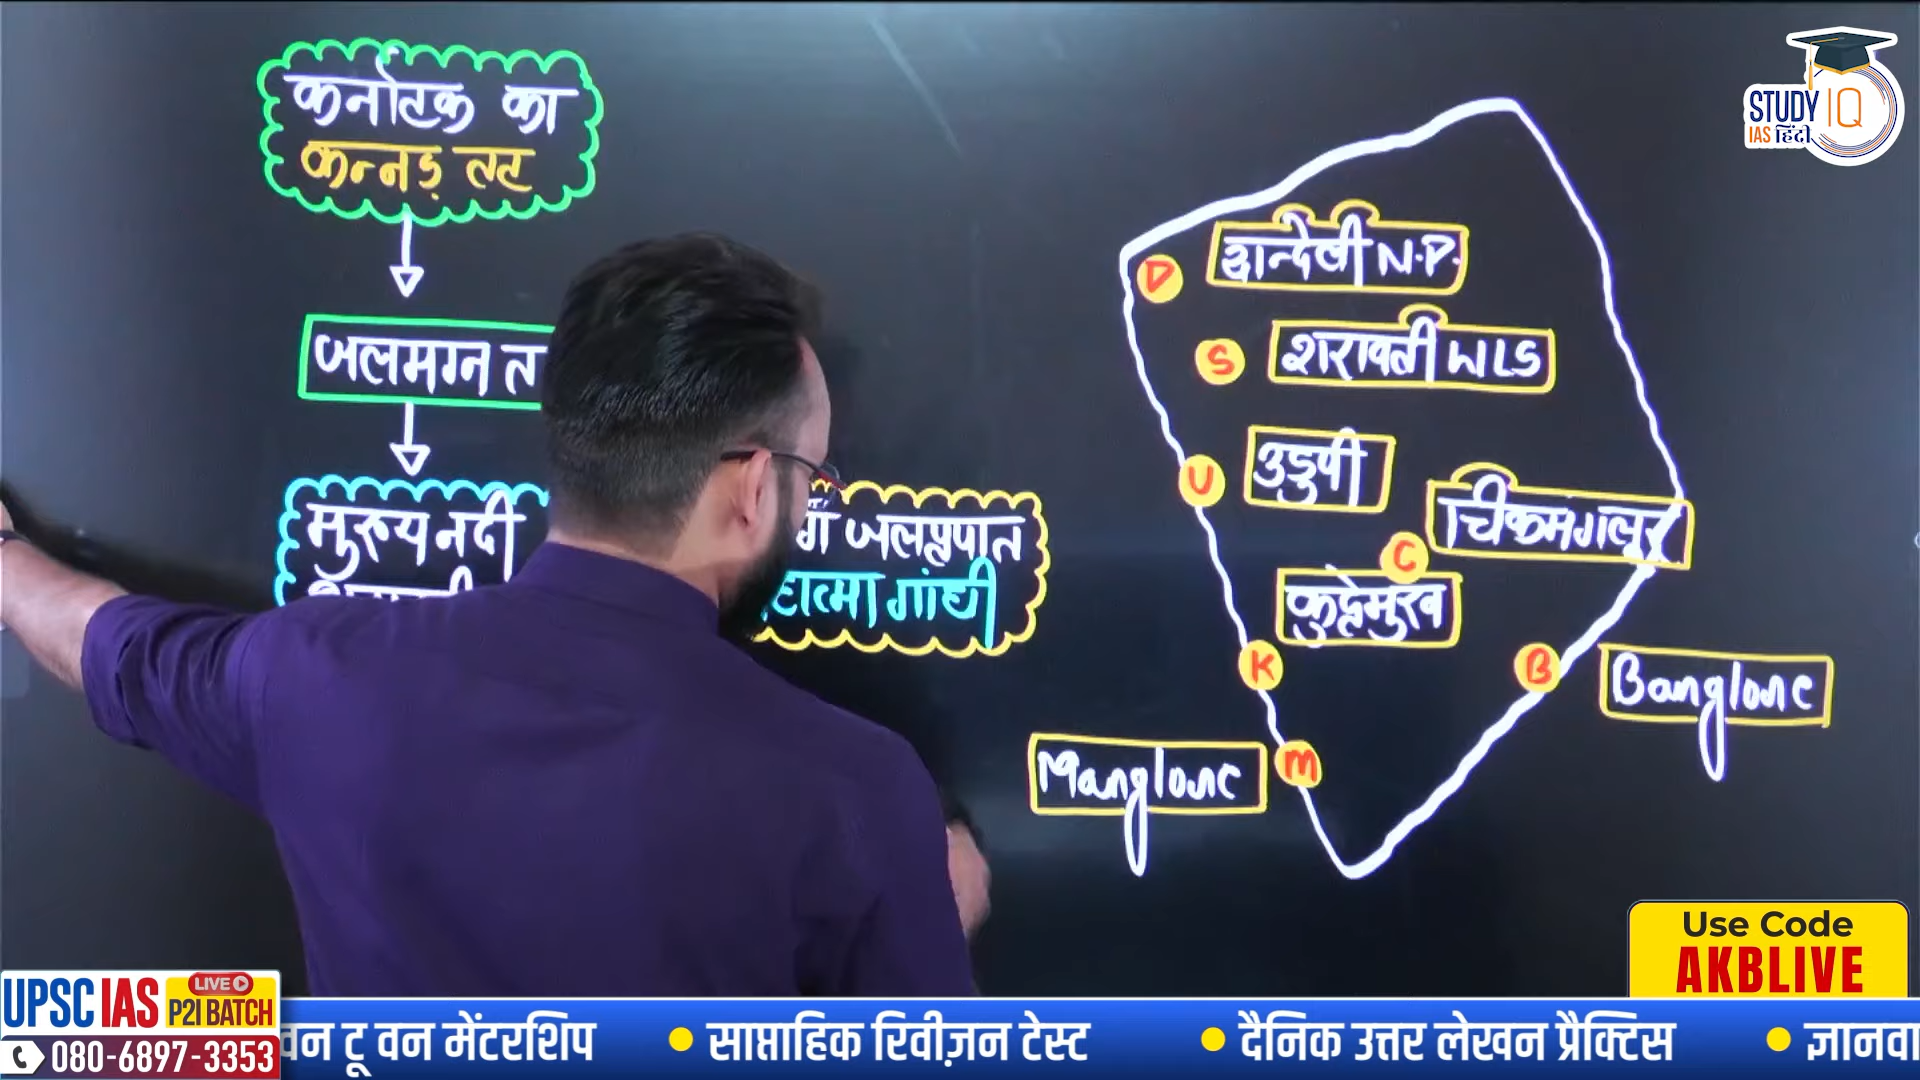 कर्नाटक का
कन्नड़ तट
जलमग्न त
मुख्य नदी
जलप्रपात
महात्मा गांधी
D
N.P.
S
शरावती WLS
U
उडुपी
चिकमगलूर
C
कुद्रेमुख
K
B
Banglore
M
Manglore
STUDY IQ
IAS हिंदी
Use Code
AKBLIVE
UPSC IAS
LIVE
P2I BATCH
080-6897-3353
वन टू वन मेंटरशिप
साप्ताहिक रिवीज़न टेस्ट
दैनिक उत्तर लेखन प्रैक्टिस
ज्ञानवा